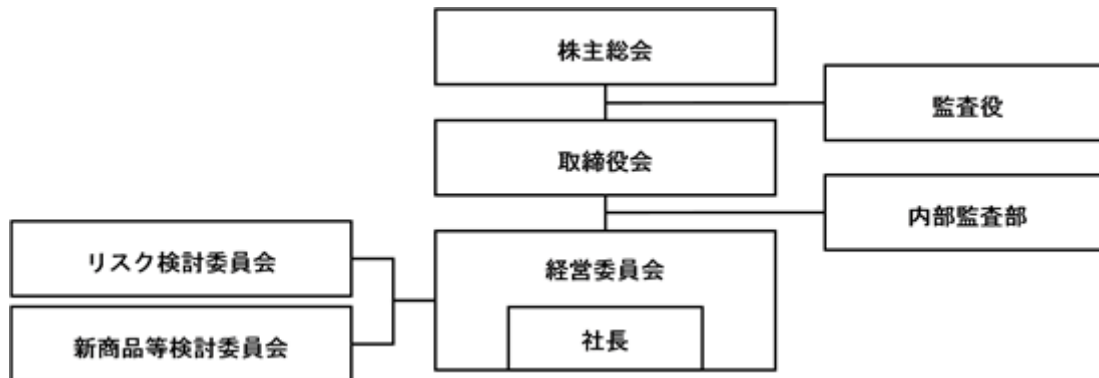 株主総会
監査役
取締役会
内部監査部
リスク検討委員会
経営委員会
社長
新商品等検討委員会